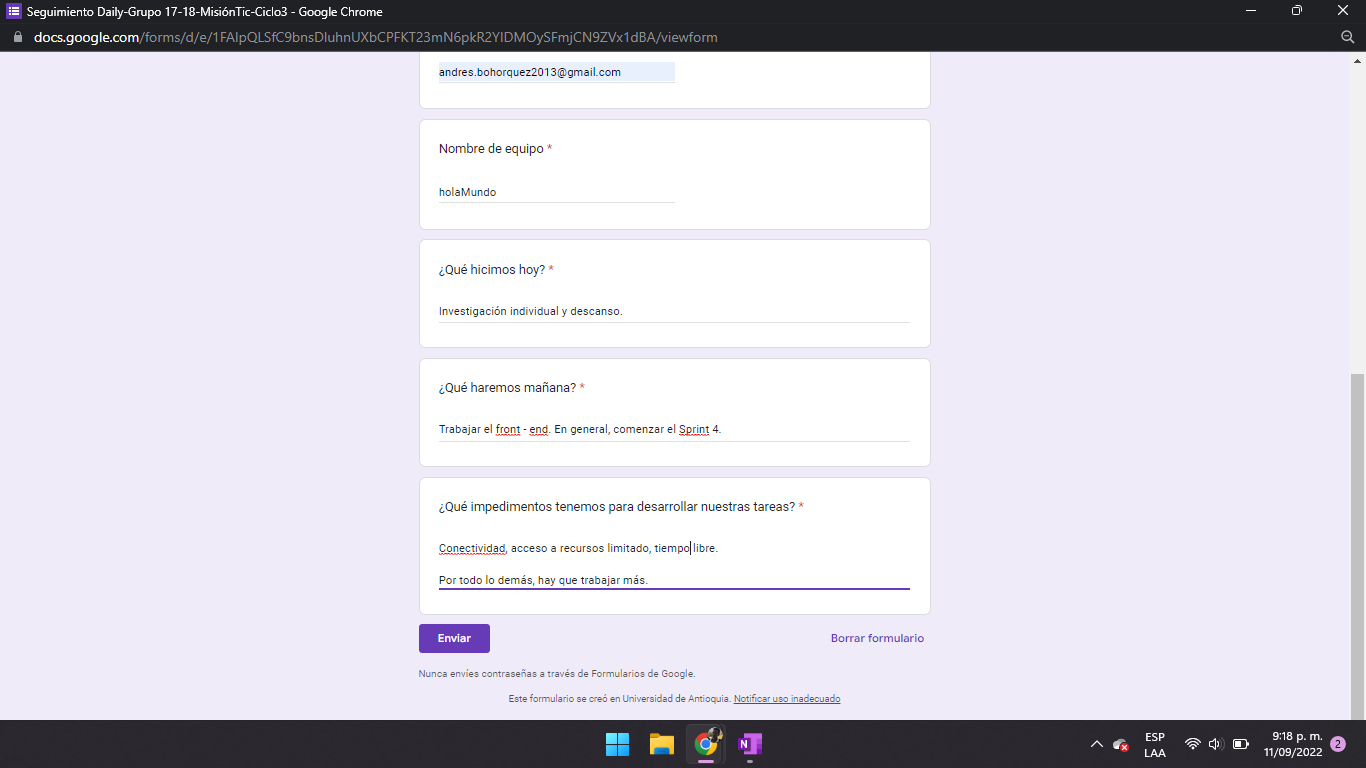 Seguimiento Daily-Grupo 17-18-MisiónTic-Ciclo3 - Google Chrome
docs.google.com/forms/d/e/1FAIpQLSfC9bnsDluhnUXbCPFKT23mN6pkR2YIDMOySFmjCN9ZVx1dBA/viewform
andres.bohorquez2013@gmail.com
Nombre de equipo *
holaMundo
¿Qué hicimos hoy? *
Investigación individual y descanso.
¿Qué haremos mañana? *
Trabajar el front - end. En general, comenzar el Sprint 4.
¿Qué impedimentos tenemos para desarrollar nuestras tareas? *
Conectividad, acceso a recursos limitado, tiempo libre.
Por todo lo demás, hay que trabajar más.
Enviar
Borrar formulario
Nunca envíes contraseñas a través de Formularios de Google.
Este formulario se creó en Universidad de Antioquia. Notificar uso inadecuado
N
ESP
LAA
9:18 p. m.
11/09/2022
2